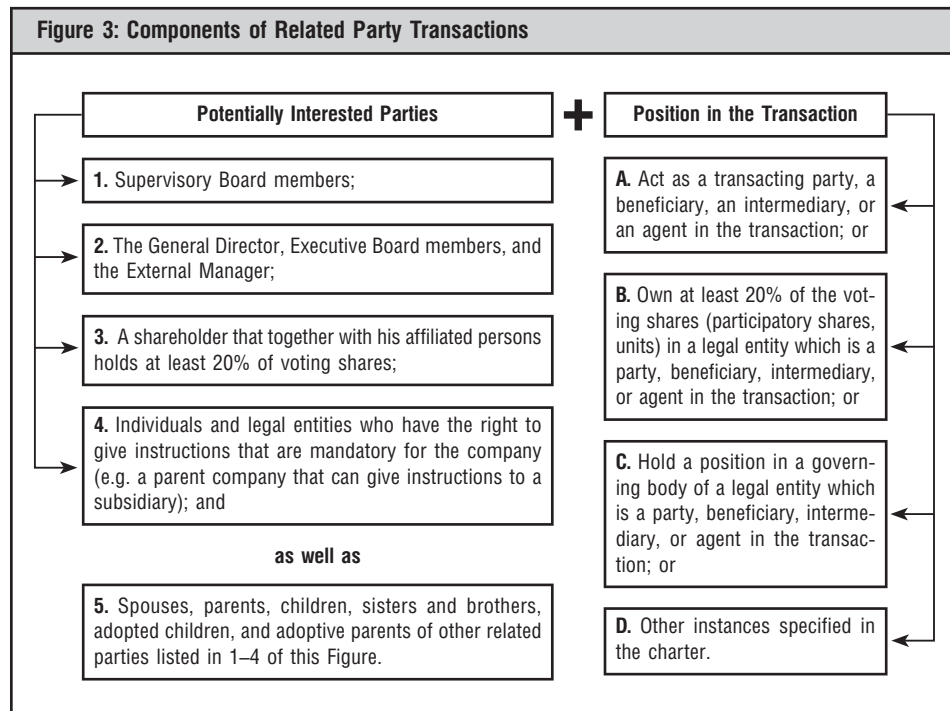 Figure 3: Components of Related Party Transactions
Potentially Interested Parties
1. Supervisory Board members;
2. The General Director, Executive Board members, and
the External Manager;
3. A shareholder that together with his affiliated persons
holds at least 20% of voting shares;
4. Individuals and legal entities who have the right to
give instructions that are mandatory for the company
(e.g. a parent company that can give instructions to a
subsidiary); and
as well as
5. Spouses, parents, children, sisters and brothers,
adopted children, and adoptive parents of other related
parties listed in 1–4 of this Figure.
+
Position in the Transaction
A. Act as a transacting party, a
beneficiary, an intermediary, or
an agent in the transaction; or
B. Own at least 20% of the vot-
ing shares (participatory shares,
units) in a legal entity which is a
party, beneficiary, intermediary,
or agent in the transaction; or
C. Hold a position in a govern-
ing body of a legal entity which
is a party, beneficiary, interme-
diary, or agent in the transac-
tion; or
D. Other instances specified in
the charter.